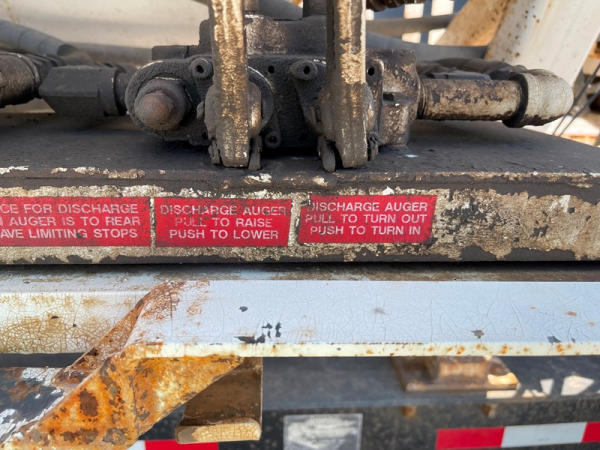 CE FOR DISCHARGE
AUGER IS TO REAR
AVE LIMITING STOPS
DISCHARGE AUGER
PULL TO RAISE
PUSH TO LOWER
DISCHARGE AUGER
PULL TO TURN OUT
PUSH TO TURN IN